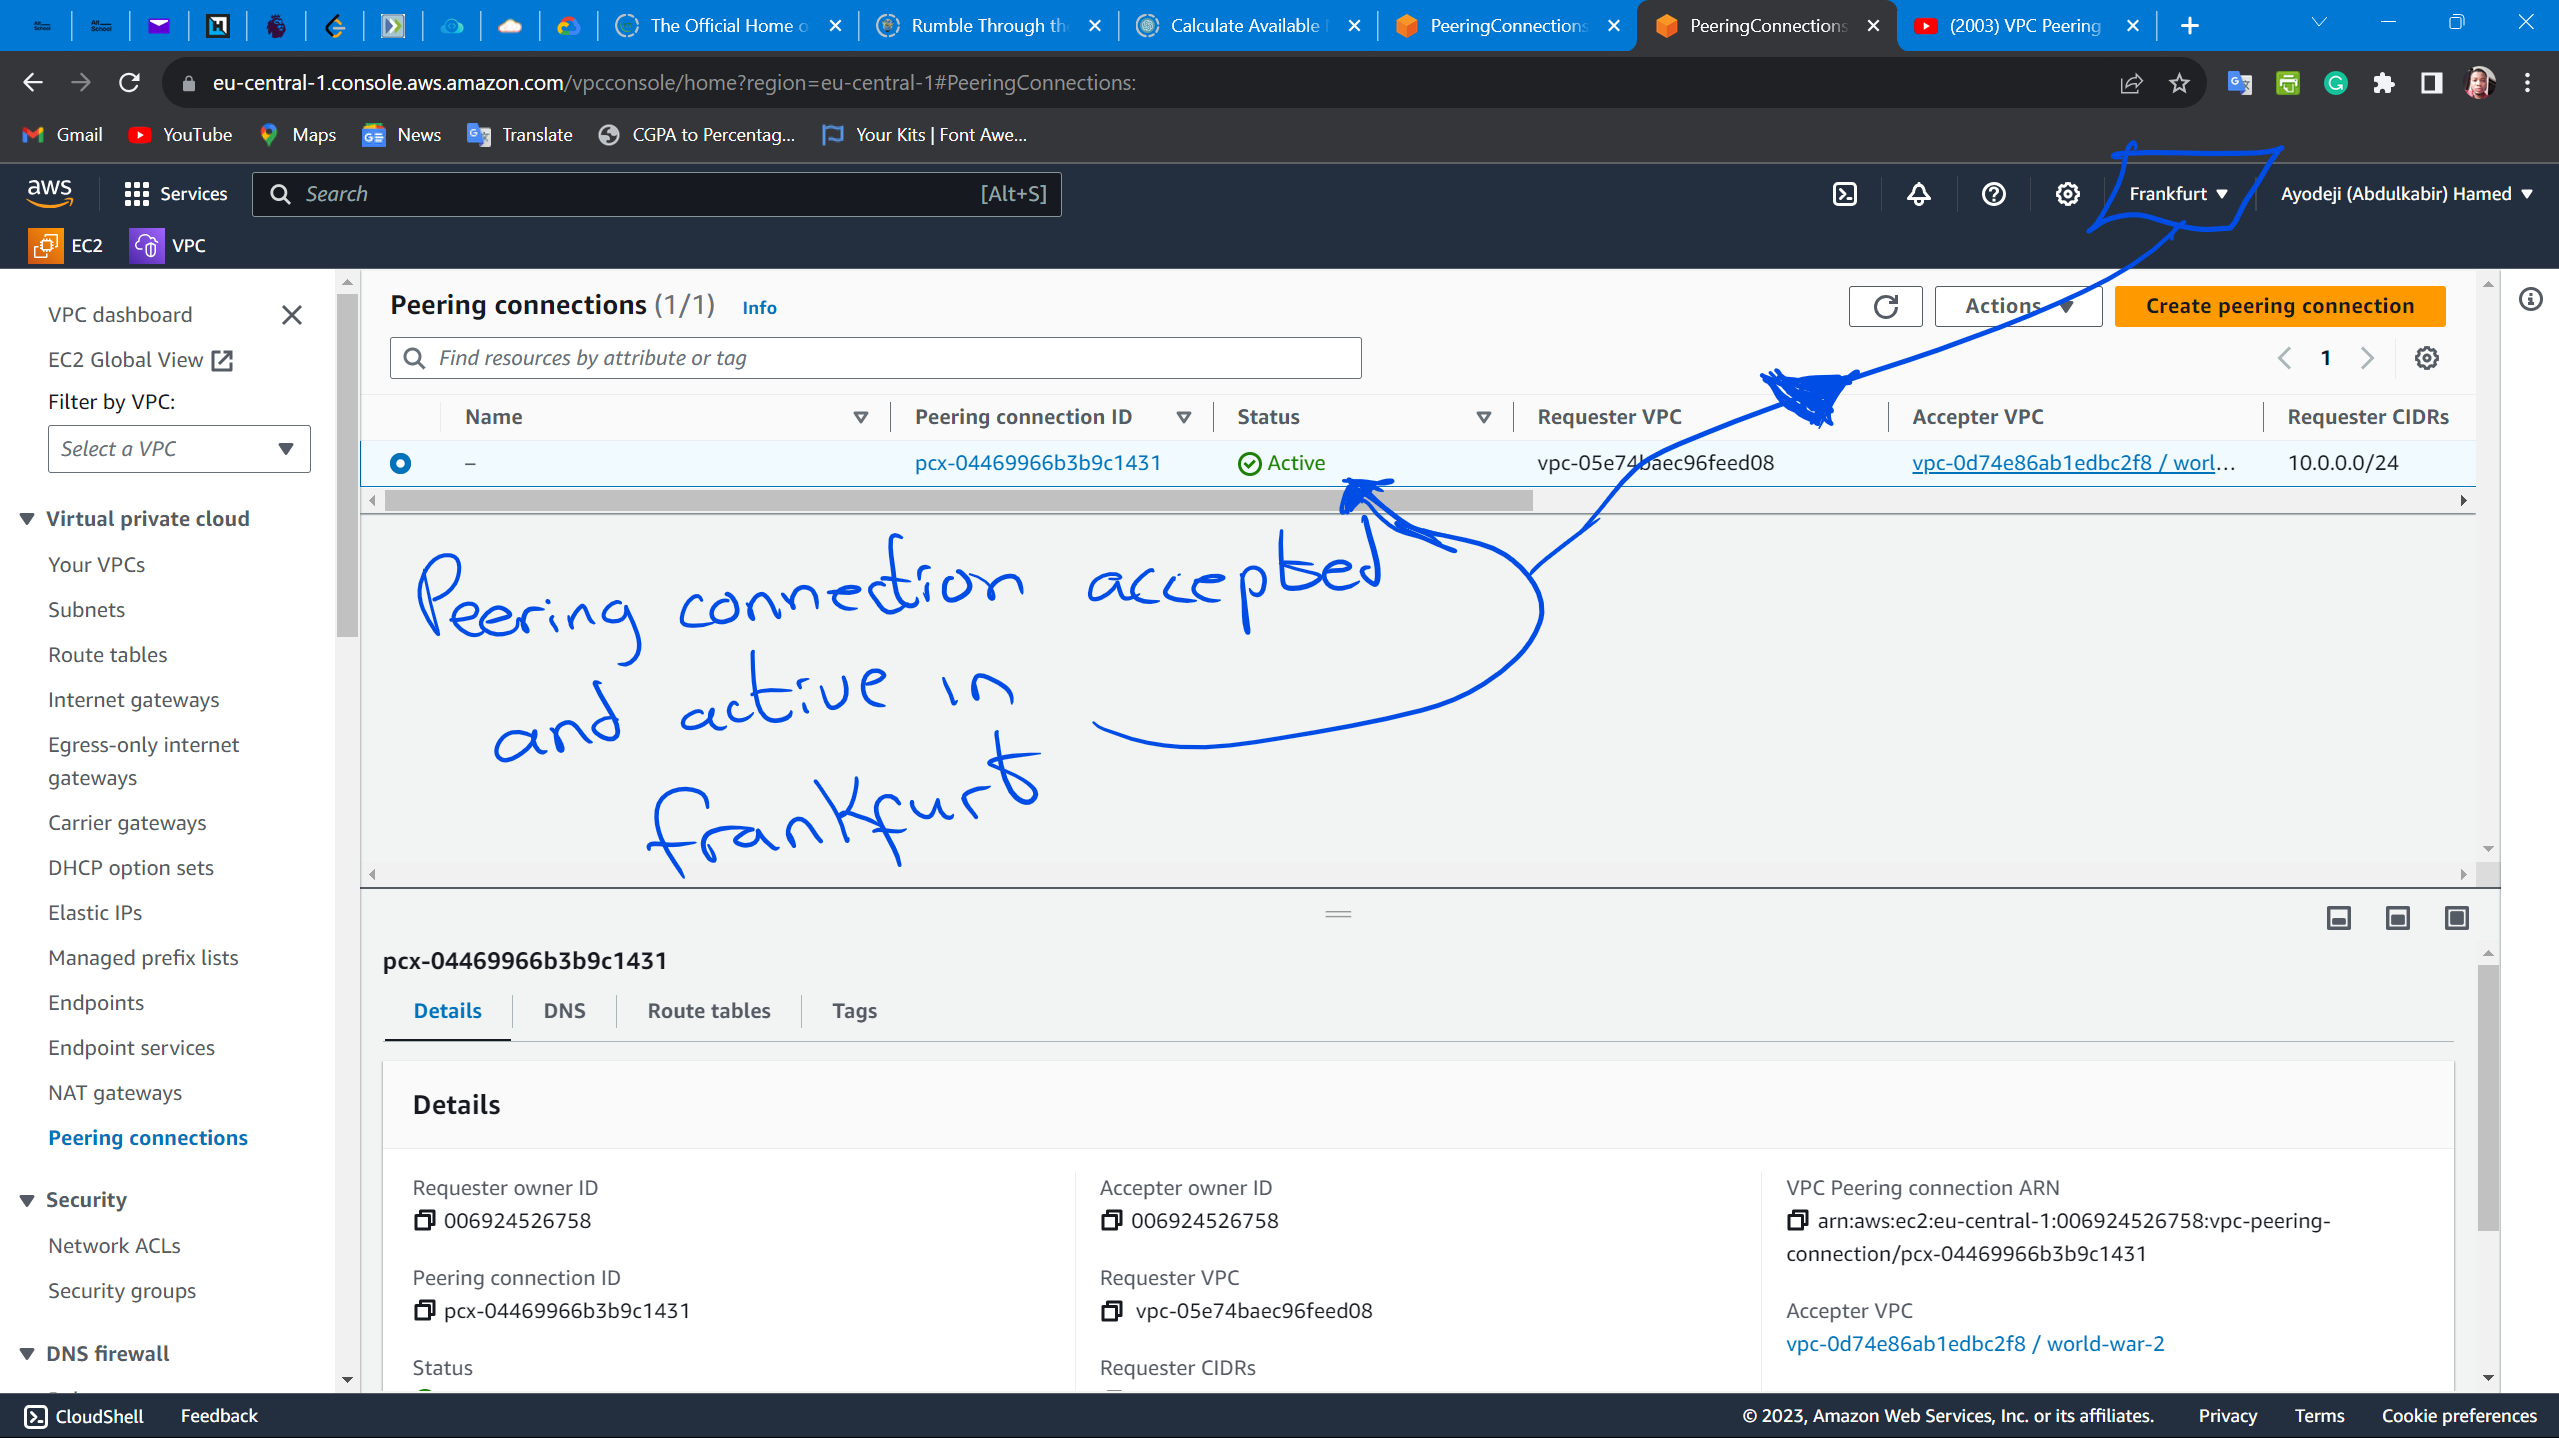 The Official Home o
Rumble Through th
Calculate Available
PeeringConnections
PeeringConnections
(2003) VPC Peering
eu-central-1.console.aws.amazon.com/vpcconsole/home?region=eu-central-1#PeeringConnections:
Gmail YouTube Maps News Translate CGPA to Percentag... Your Kits | Font Awe...
aws Services Search [Alt+S] Frankfurt Ayodeji (Abdulkabir) Hamed
EC2 VPC
VPC dashboard
EC2 Global View
Filter by VPC:
Select a VPC
Virtual private cloud
Your VPCs
Subnets
Route tables
Internet gateways
Egress-only internet
gateways
Carrier gateways
DHCP option sets
Elastic IPs
Managed prefix lists
Endpoints
Endpoint services
NAT gateways
Peering connections
Security
Network ACLs
Security groups
DNS firewall
Peering connections (1/1) Info
Actions Create peering connection
Find resources by attribute or tag
1
Name Peering connection ID Status Requester VPC Accepter VPC Requester CIDRs
– pcx-04469966b3b9c1431 Active vpc-05e74baec96feed08 vpc-0d74e86ab1edbc2f8 / worl... 10.0.0.0/24
Peering connection accepted
and active in
frankfurt
pcx-04469966b3b9c1431
Details DNS Route tables Tags
Details
Requester owner ID
006924526758
Peering connection ID
pcx-04469966b3b9c1431
Status
Accepter owner ID
006924526758
Requester VPC
vpc-05e74baec96feed08
Requester CIDRs
VPC Peering connection ARN
arn:aws:ec2:eu-central-1:006924526758:vpc-peering-
connection/pcx-04469966b3b9c1431
Accepter VPC
vpc-0d74e86ab1edbc2f8 / world-war-2
CloudShell Feedback © 2023, Amazon Web Services, Inc. or its affiliates. Privacy Terms Cookie preferences